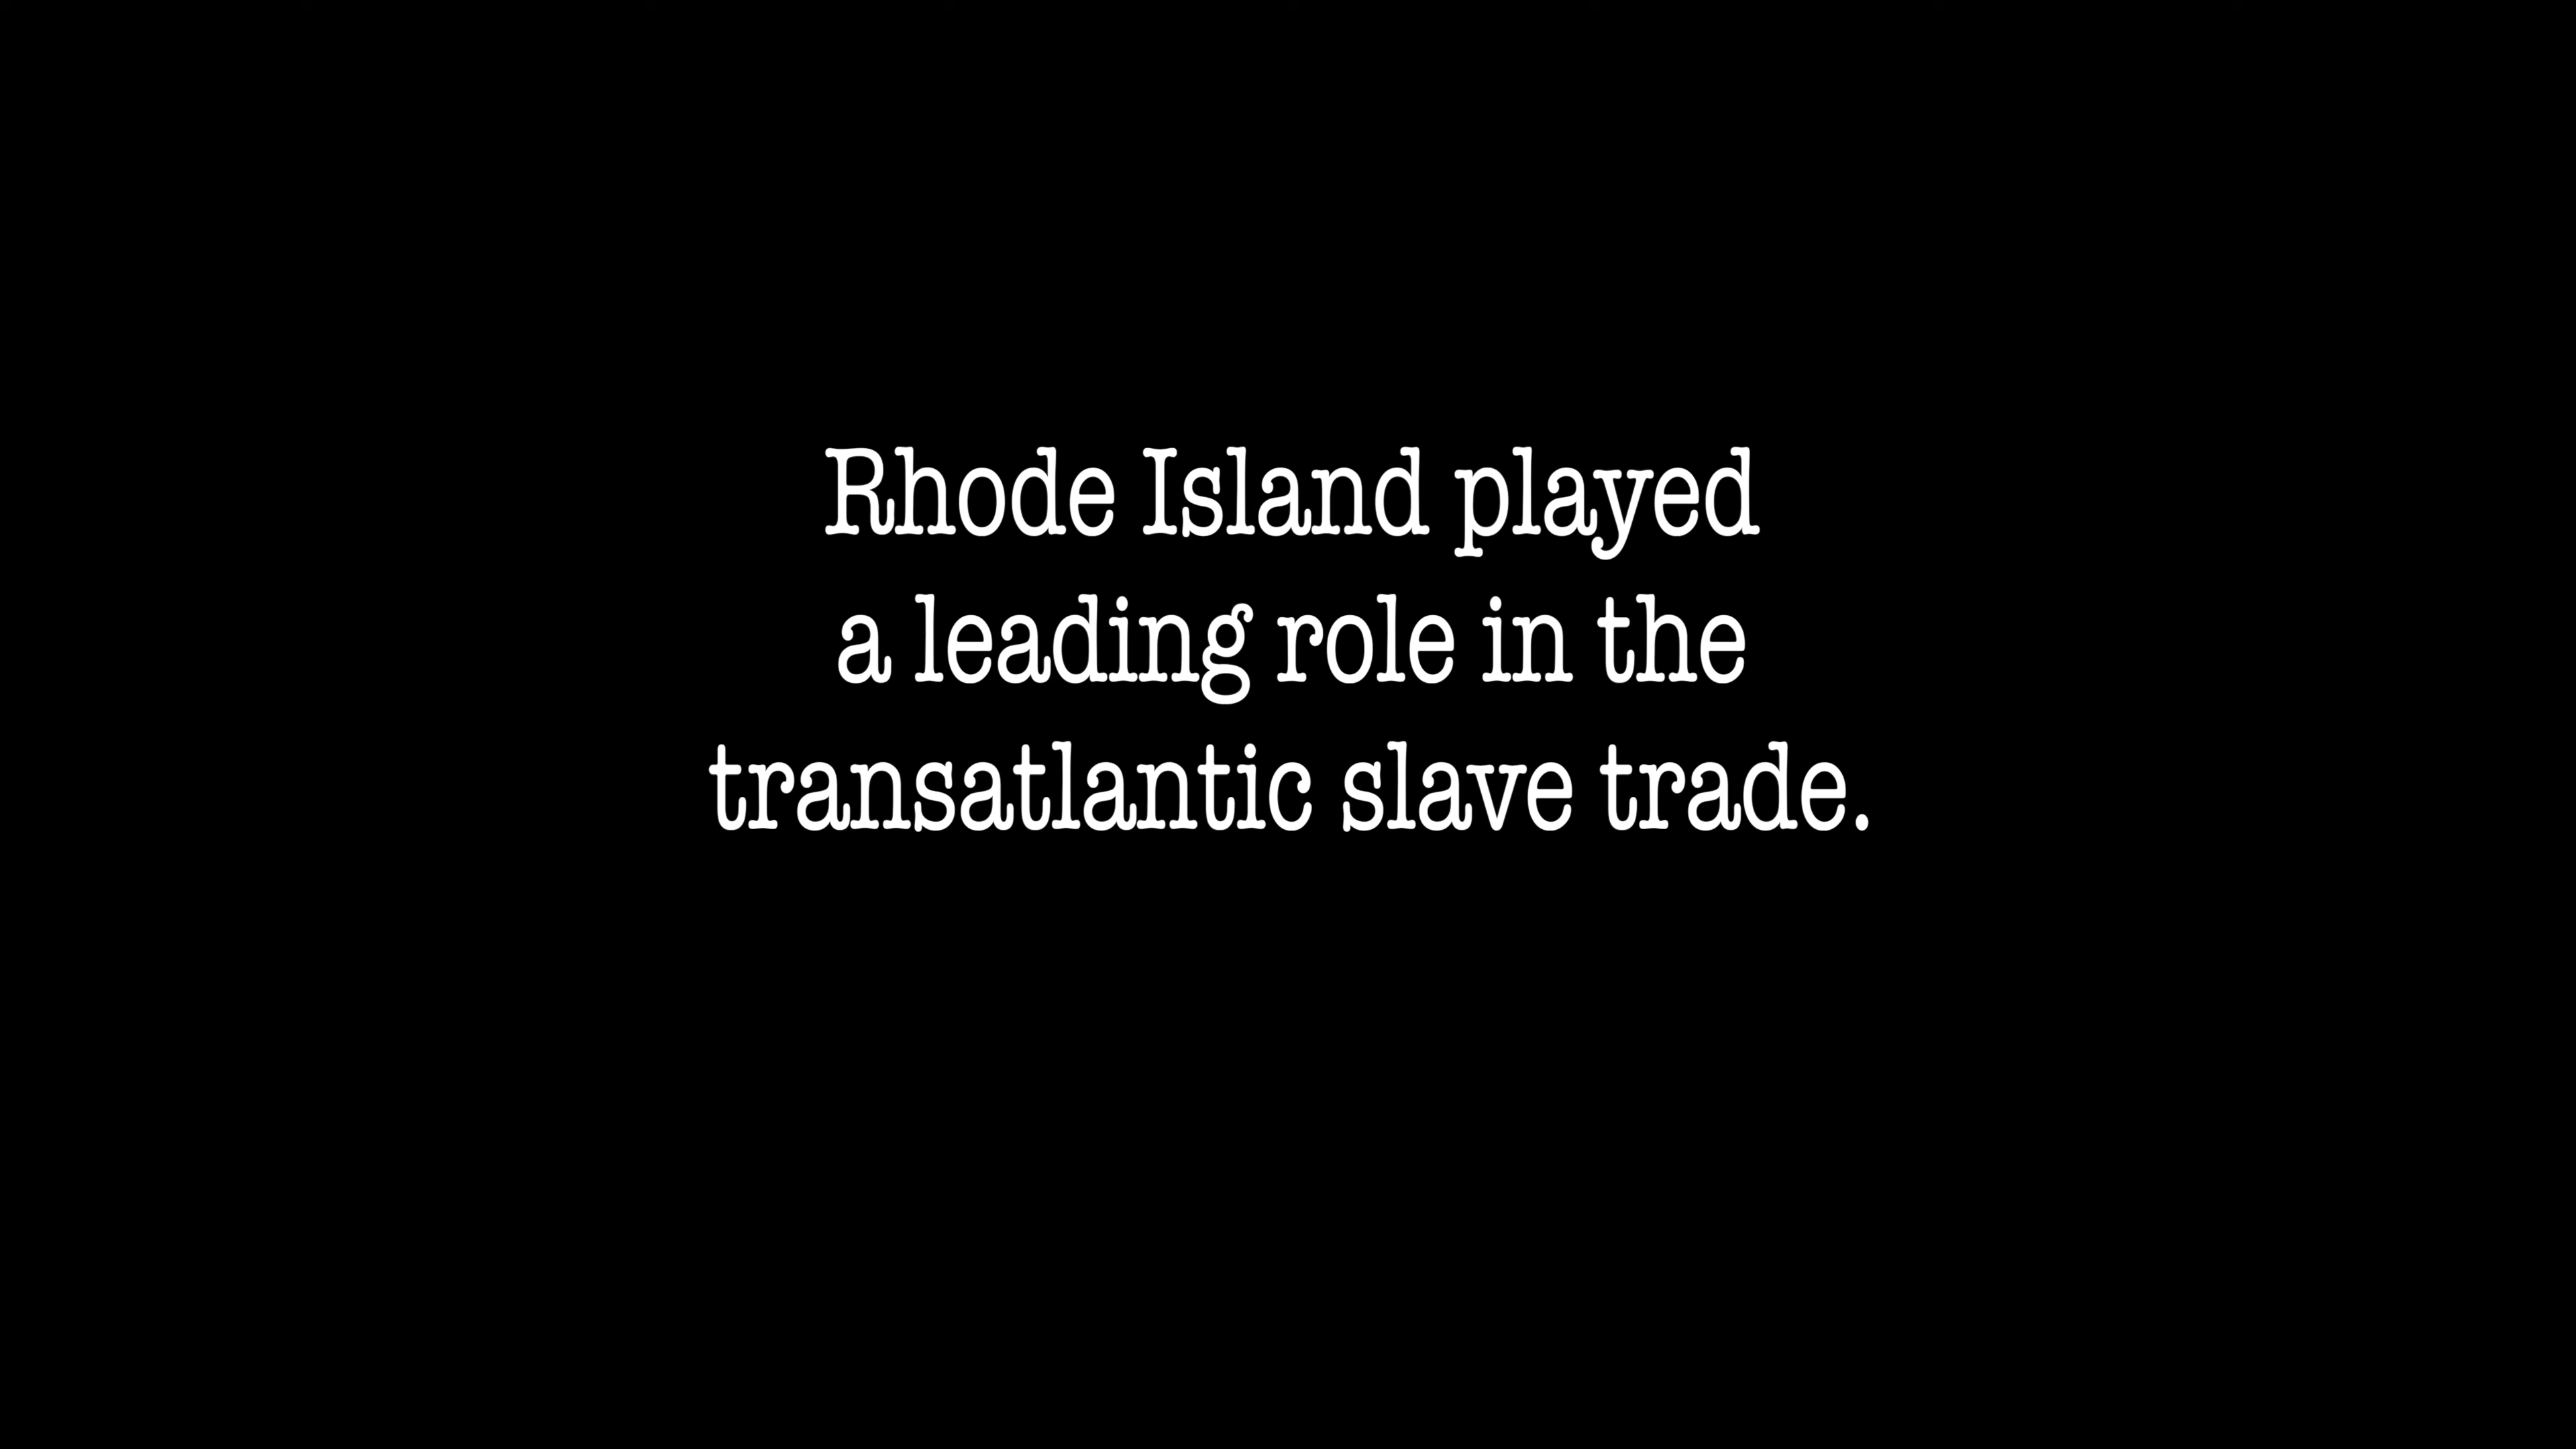 Rhode Island played
a leading role in the
transatlantic slave trade.